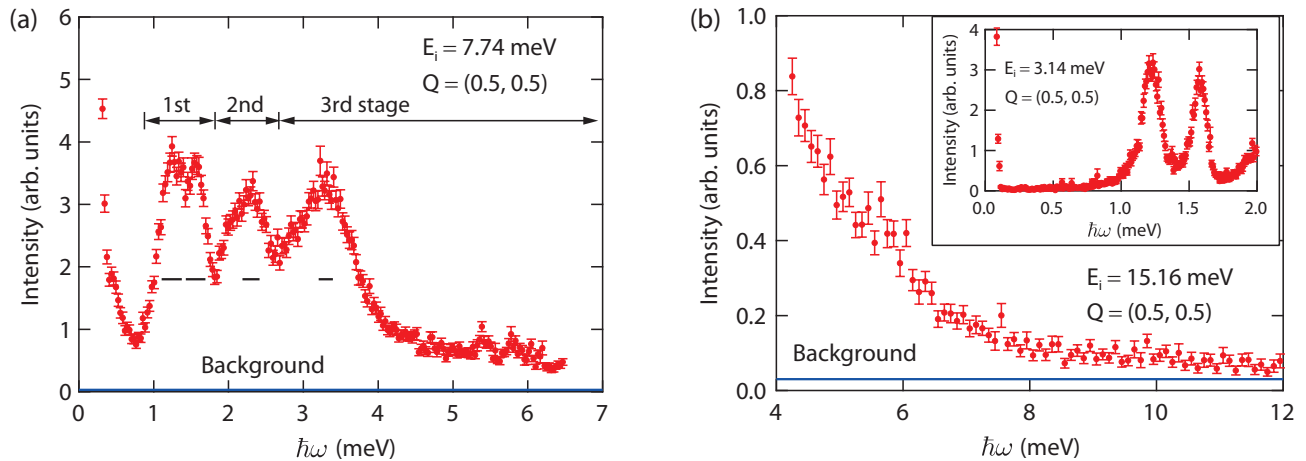 (a)
6
5
4
3
2
1
0
Intensity (arb. units)
E_i = 7.74 meV
Q = (0.5, 0.5)
1st
2nd
3rd stage
Background
0 1 2 3 4 5 6 7
ℏω (meV)
(b)
1.0
0.8
0.6
0.4
0.2
0.0
Intensity (arb. units)
4
3
2
1
0
Intensity (arb. units)
E_i = 3.14 meV
Q = (0.5, 0.5)
0.0 0.5 1.0 1.5 2.0
ℏω (meV)
E_i = 15.16 meV
Q = (0.5, 0.5)
Background
4 6 8 10 12
ℏω (meV)